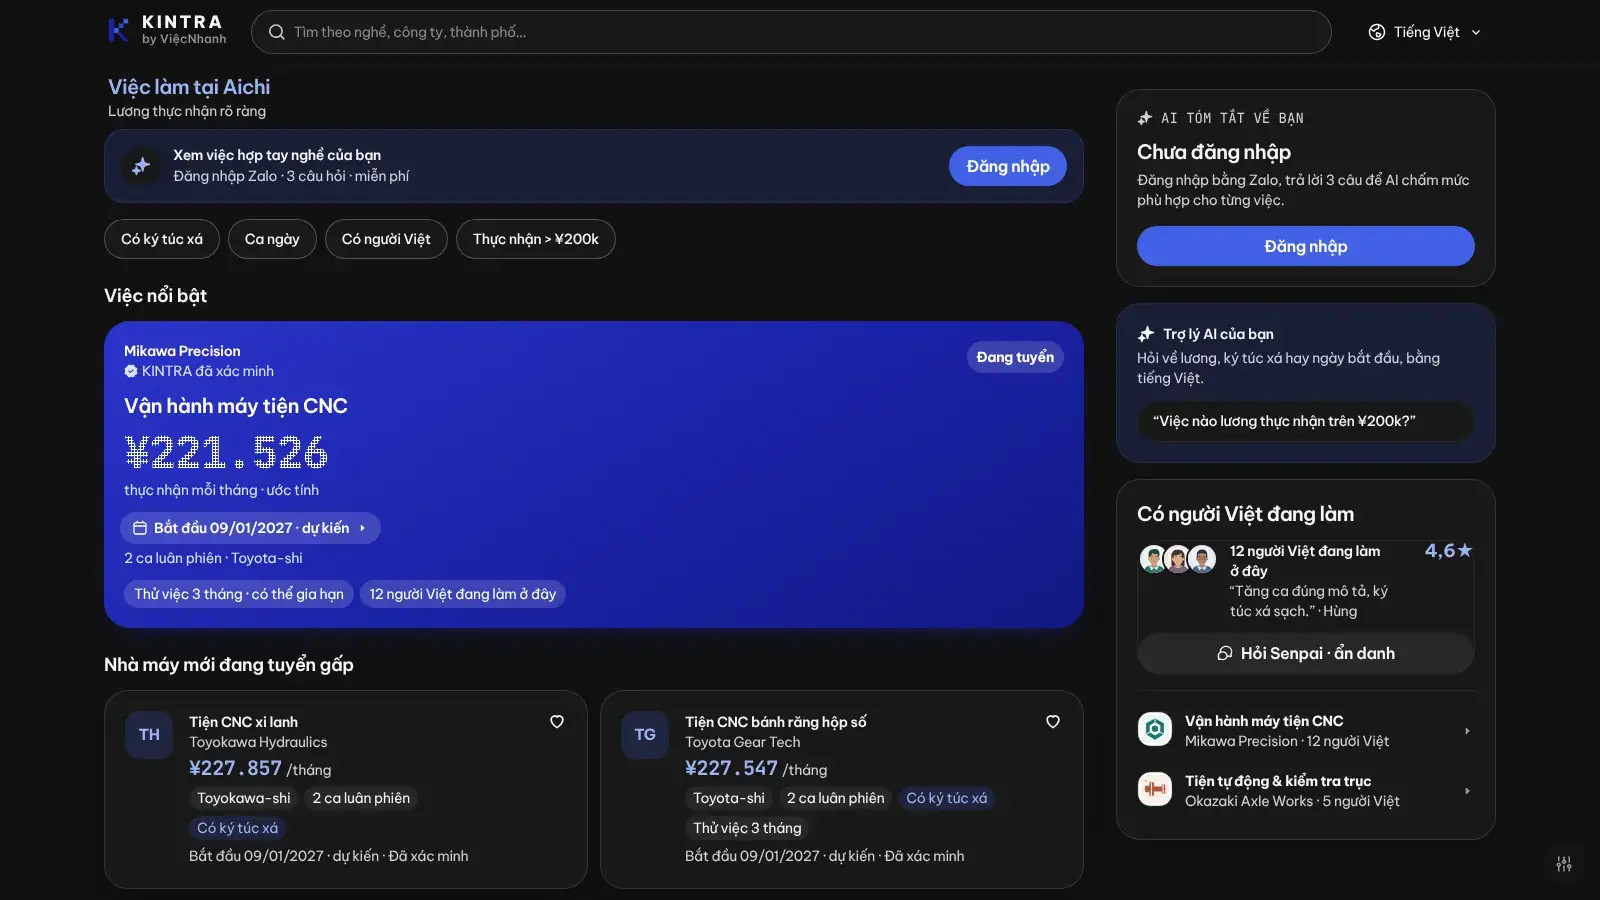 KINTRA
by ViệcNhanh
Tìm theo nghề, công ty, thành phố...
Tiếng Việt
Việc làm tại Aichi
Lương thực nhận rõ ràng
Xem việc hợp tay nghề của bạn
Đăng nhập Zalo · 3 câu hỏi · miễn phí
Đăng nhập
Có ký túc xá
Ca ngày
Có người Việt
Thực nhận > ¥200k
Việc nổi bật
Mikawa Precision
Đang tuyển
KINTRA đã xác minh
Vận hành máy tiện CNC
¥221.526
thực nhận mỗi tháng · ước tính
Bắt đầu 09/01/2027 · dự kiến
2 ca luân phiên · Toyota-shi
Thử việc 3 tháng · có thể gia hạn
12 người Việt đang làm ở đây
Nhà máy mới đang tuyển gấp
TH
Tiện CNC xi lanh
Toyokawa Hydraulics
¥227.857 /tháng
Toyokawa-shi
2 ca luân phiên
Có ký túc xá
Bắt đầu 09/01/2027 · dự kiến · Đã xác minh
TG
Tiện CNC bánh răng hộp số
Toyota Gear Tech
¥227.547 /tháng
Toyota-shi
2 ca luân phiên
Có ký túc xá
Thử việc 3 tháng
Bắt đầu 09/01/2027 · dự kiến · Đã xác minh
AI TÓM TẮT VỀ BẠN
Chưa đăng nhập
Đăng nhập bằng Zalo, trả lời 3 câu để AI chấm mức
phù hợp cho từng việc.
Đăng nhập
Trợ lý AI của bạn
Hỏi về lương, ký túc xá hay ngày bắt đầu, bằng
tiếng Việt.
“Việc nào lương thực nhận trên ¥200k?”
Có người Việt đang làm
12 người Việt đang làm
ở đây
4,6★
“Tăng ca đúng mô tả, ký
túc xá sạch.” · Hùng
Hỏi Senpai · ẩn danh
Vận hành máy tiện CNC
Mikawa Precision · 12 người Việt
Tiện tự động & kiểm tra trục
Okazaki Axle Works · 5 người Việt